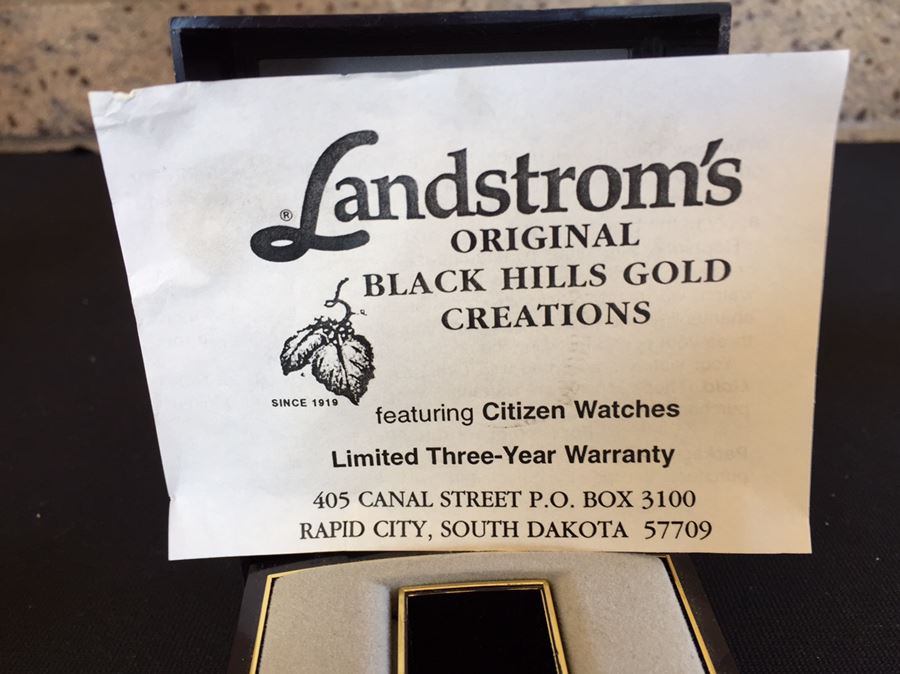 ® Landstrom's
ORIGINAL
BLACK HILLS GOLD
CREATIONS
SINCE 1919
featuring Citizen Watches
Limited Three-Year Warranty
405 CANAL STREET P.O. BOX 3100
RAPID CITY, SOUTH DAKOTA 57709